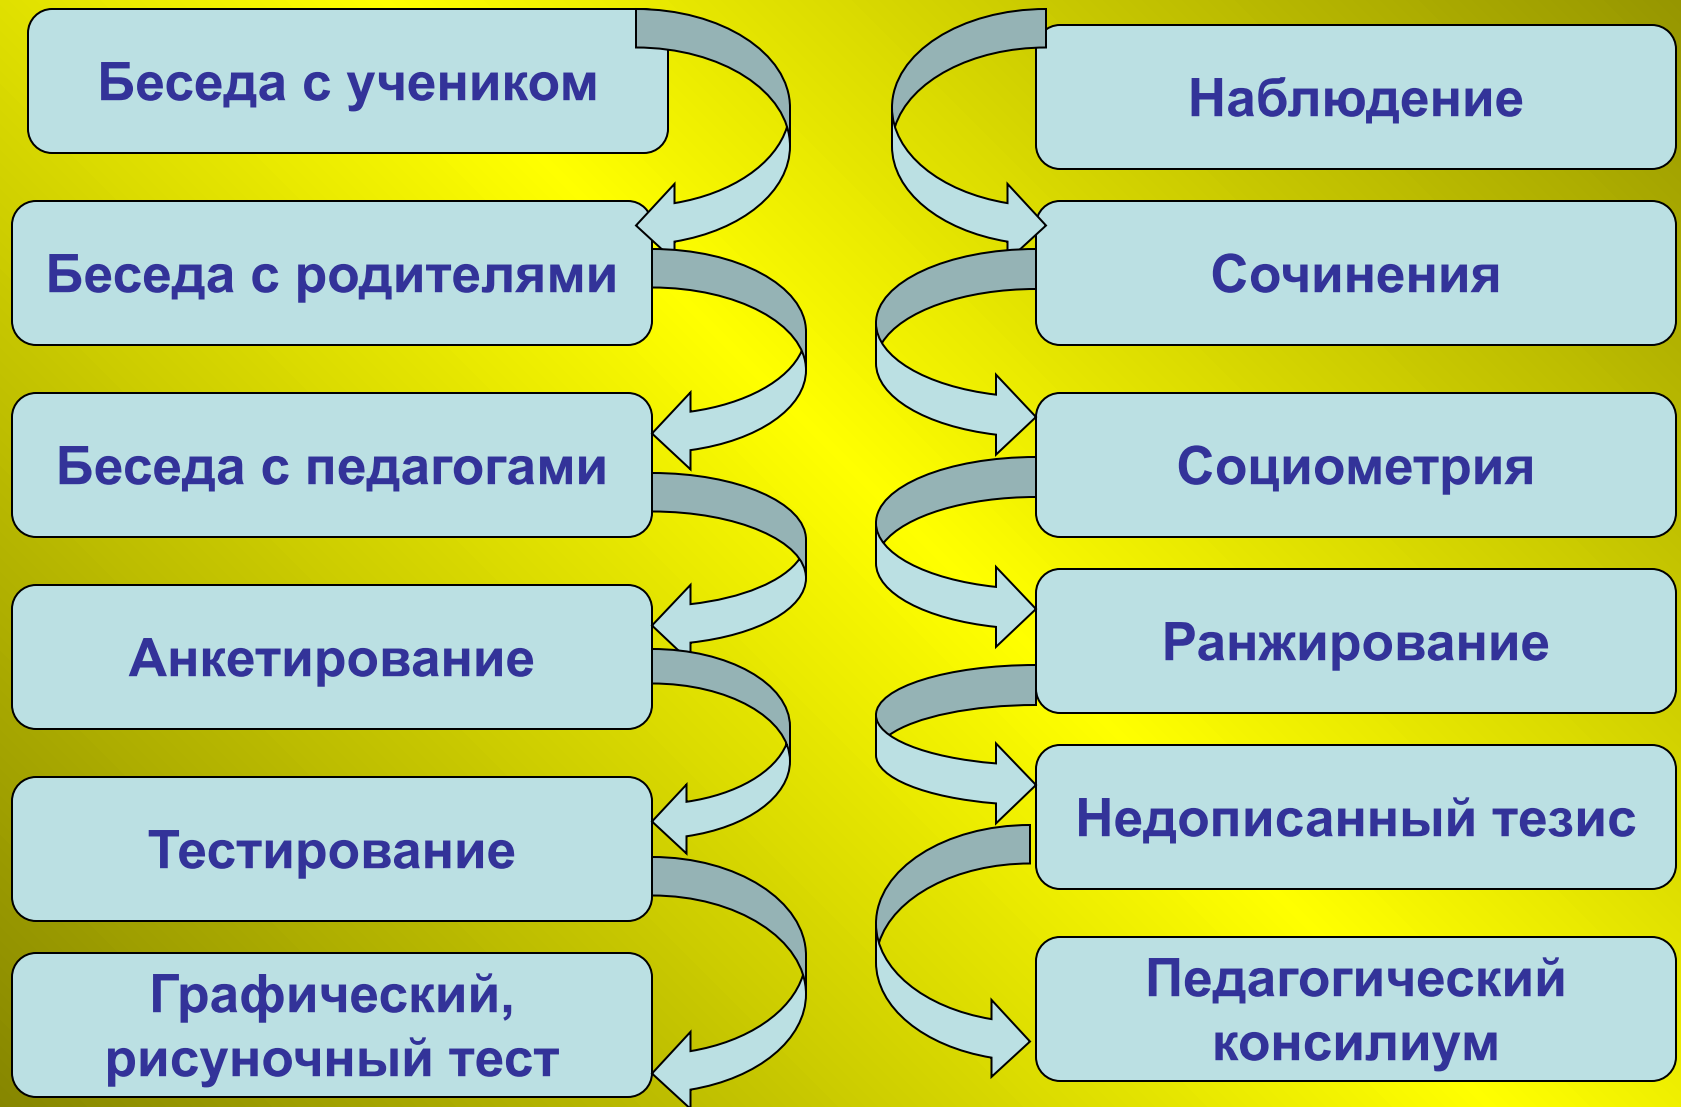 Беседа с учеником
Беседа с родителями
Беседа с педагогами
Анкетирование
Тестирование
Графический,
рисуночный тест
Наблюдение
Сочинения
Социометрия
Ранжирование
Недописанный тезис
Педагогический
консилиум